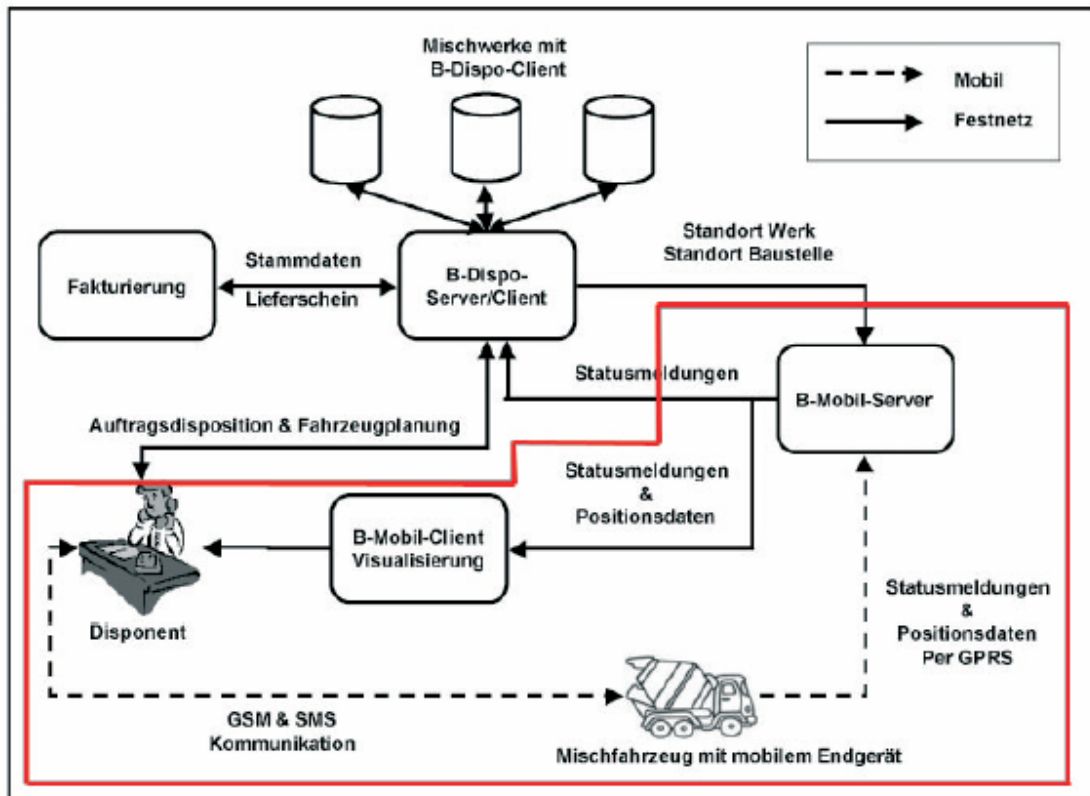 Mischwerke mit
B-Dispo-Client
Mobil
Festnetz
Standort Werk
Standort Baustelle
Fakturierung
Stammdaten
Lieferschein
B-Dispo-
Server/Client
Statusmeldungen
B-Mobil-Server
Auftragsdisposition & Fahrzeugplanung
Statusmeldungen
&
Positionsdaten
B-Mobil-Client
Visualisierung
Disponent
Statusmeldungen
&
Positionsdaten
Per GPRS
GSM & SMS
Kommunikation
Mischfahrzeug mit mobilem Endgerät